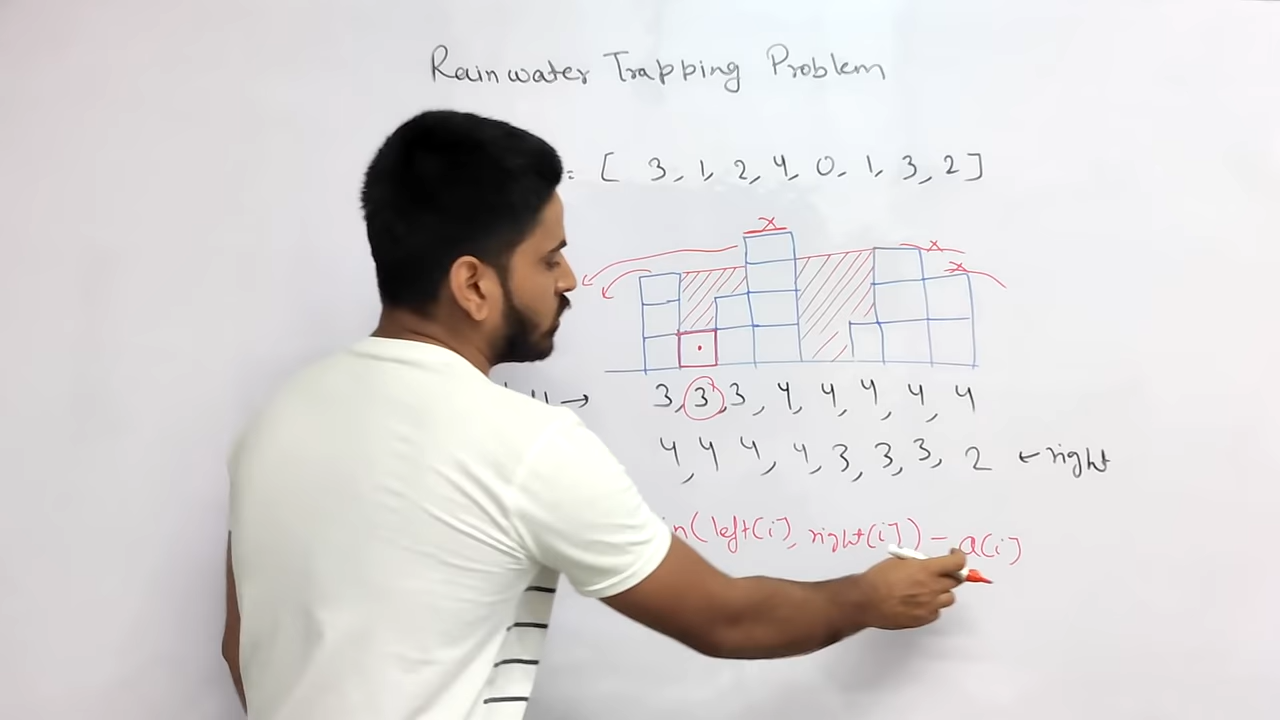 Rainwater Trapping Problem
= [ 3, 1, 2, 4, 0, 1, 3, 2 ]
→ 3, 3, 3, 4, 4, 4, 4, 4
4, 4, 4, 4, 3, 3, 3, 2 ← right
in(left[i], right[i]) - a[i]